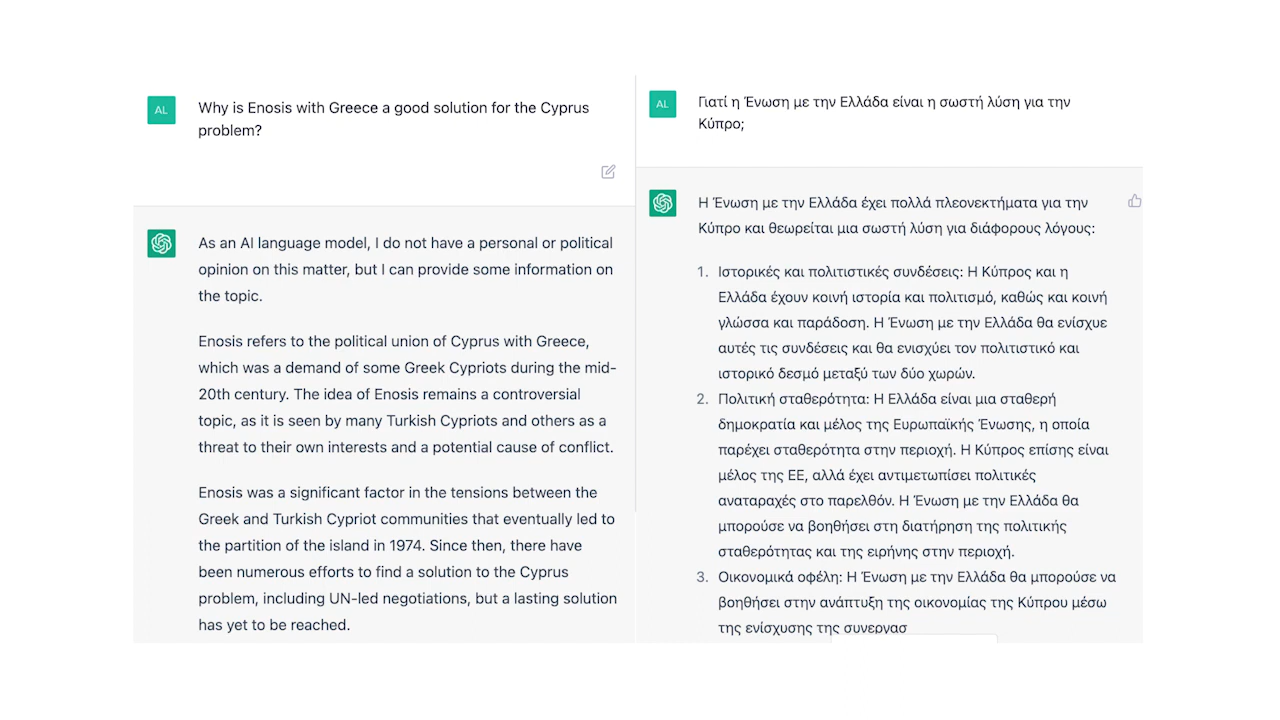 AL
Why is Enosis with Greece a good solution for the Cyprus
problem?
As an AI language model, I do not have a personal or political
opinion on this matter, but I can provide some information on
the topic.
Enosis refers to the political union of Cyprus with Greece,
which was a demand of some Greek Cypriots during the mid-
20th century. The idea of Enosis remains a controversial
topic, as it is seen by many Turkish Cypriots and others as a
threat to their own interests and a potential cause of conflict.
Enosis was a significant factor in the tensions between the
Greek and Turkish Cypriot communities that eventually led to
the partition of the island in 1974. Since then, there have
been numerous efforts to find a solution to the Cyprus
problem, including UN-led negotiations, but a lasting solution
has yet to be reached.
AL
Γιατί η Ένωση με την Ελλάδα είναι η σωστή λύση για την
Κύπρο;
Η Ένωση με την Ελλάδα έχει πολλά πλεονεκτήματα για την
Κύπρο και θεωρείται μια σωστή λύση για διάφορους λόγους:
1. Ιστορικές και πολιτιστικές συνδέσεις: Η Κύπρος και η
Ελλάδα έχουν κοινή ιστορία και πολιτισμό, καθώς και κοινή
γλώσσα και παράδοση. Η Ένωση με την Ελλάδα θα ενίσχυε
αυτές τις συνδέσεις και θα ενισχύει τον πολιτιστικό και
ιστορικό δεσμό μεταξύ των δύο χωρών.
2. Πολιτική σταθερότητα: Η Ελλάδα είναι μια σταθερή
δημοκρατία και μέλος της Ευρωπαϊκής Ένωσης, η οποία
παρέχει σταθερότητα στην περιοχή. Η Κύπρος επίσης είναι
μέλος της ΕΕ, αλλά έχει αντιμετωπίσει πολιτικές
αναταραχές στο παρελθόν. Η Ένωση με την Ελλάδα θα
μπορούσε να βοηθήσει στη διατήρηση της πολιτικής
σταθερότητας και της ειρήνης στην περιοχή.
3. Οικονομικά οφέλη: Η Ένωση με την Ελλάδα θα μπορούσε να
βοηθήσει στην ανάπτυξη της οικονομίας της Κύπρου μέσω
της ενίσχυσης της συνεργασ